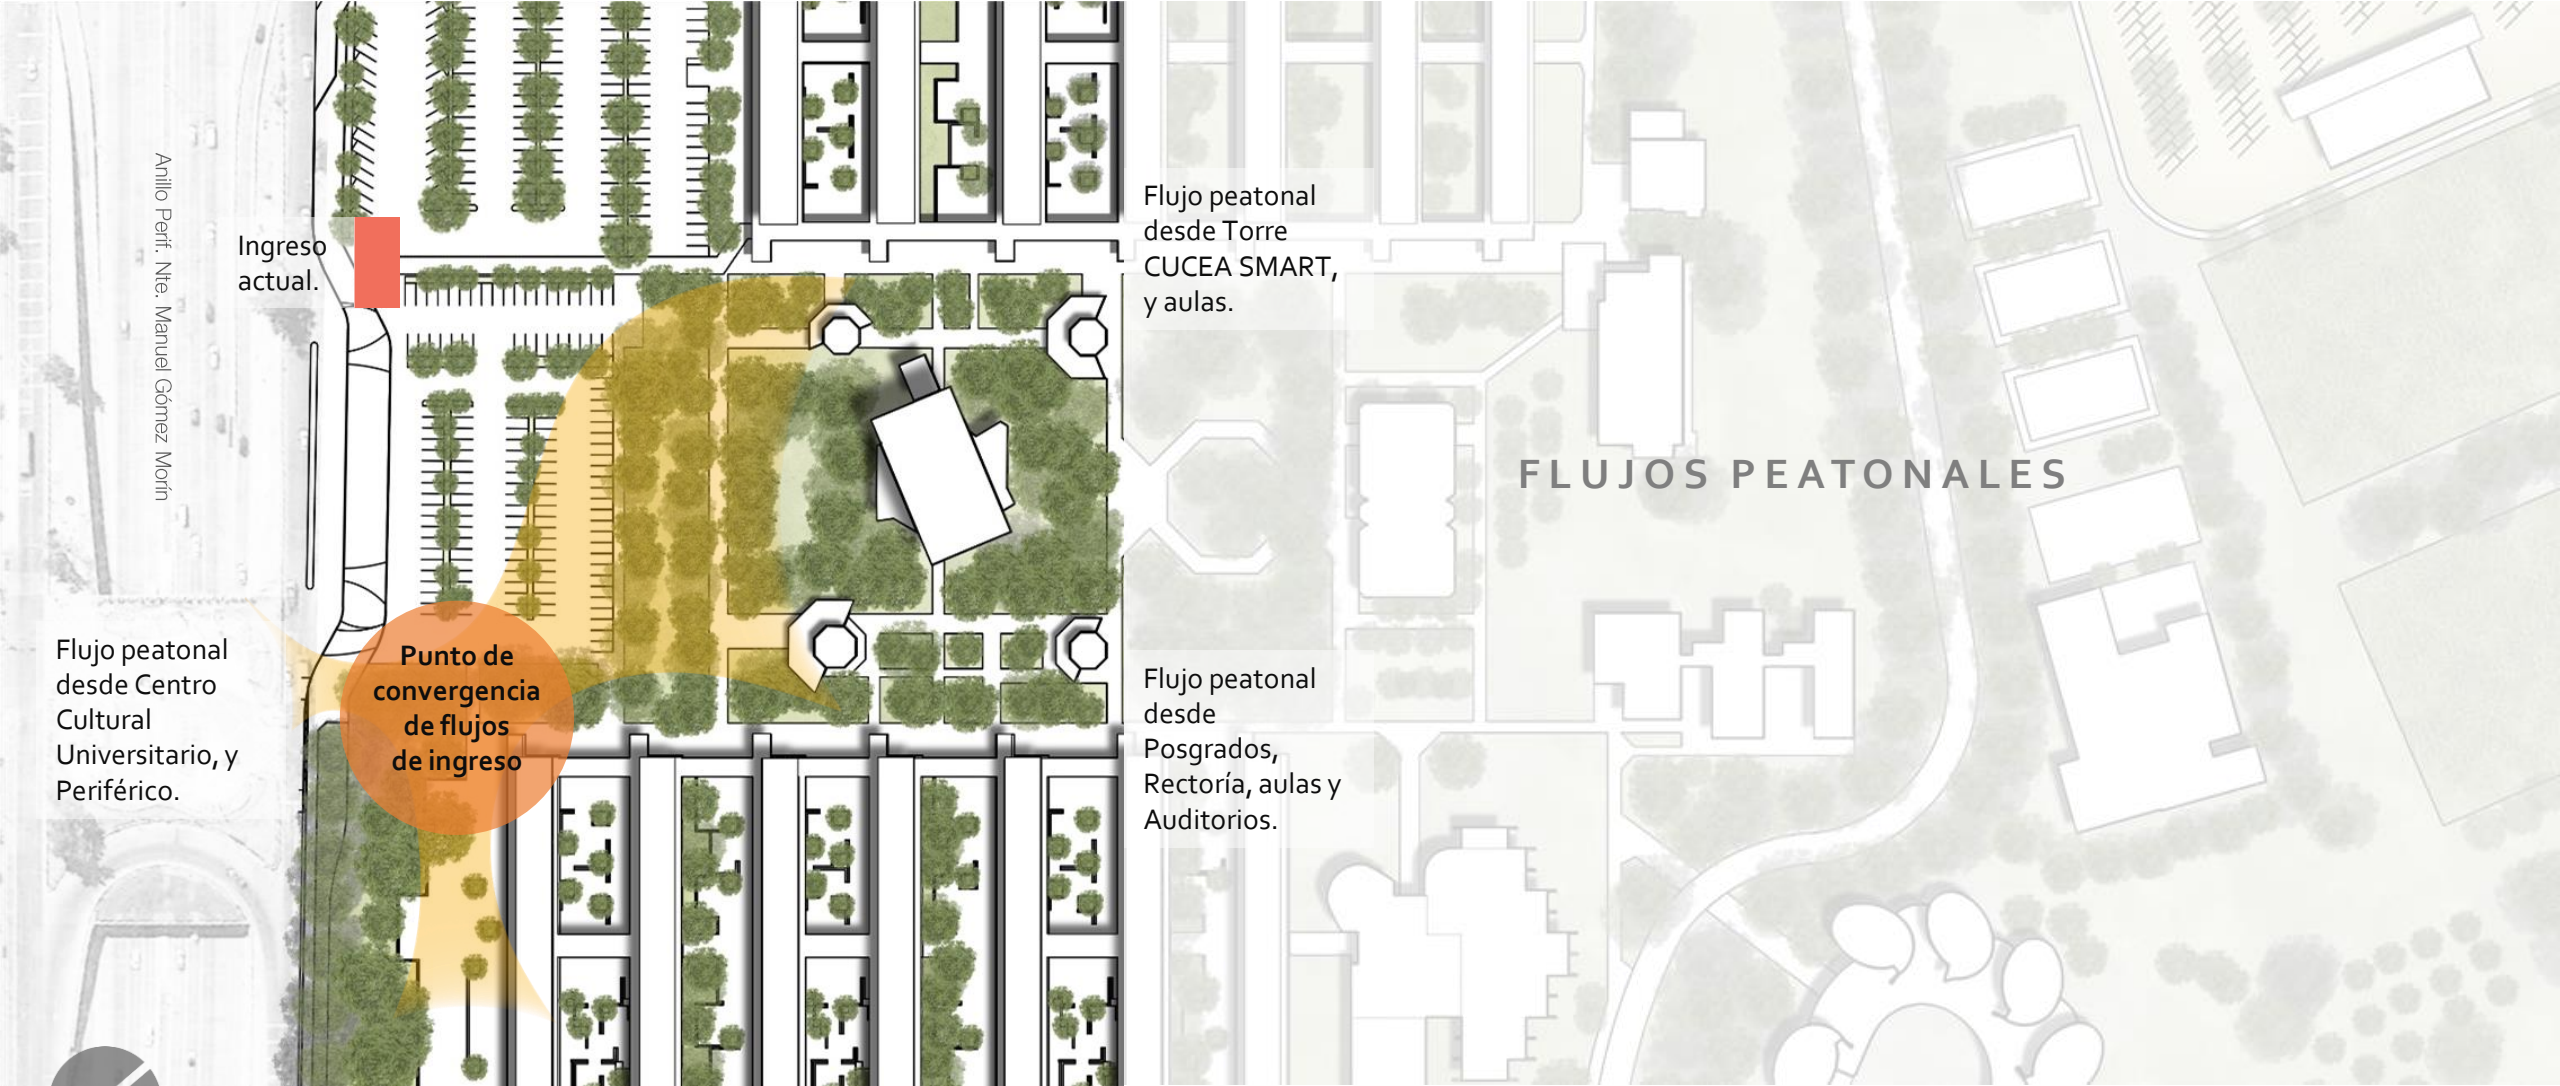 Anillo Perif. Nte. Manuel Gómez Morín
Ingreso
actual.
Flujo peatonal
desde Torre
CUCEA SMART,
y aulas.
FLUJOS PEATONALES
Flujo peatonal
desde Centro
Cultural
Universitario, y
Periférico.
Punto de
convergencia
de flujos
de ingreso
Flujo peatonal
desde
Posgrados,
Rectoría, aulas y
Auditorios.